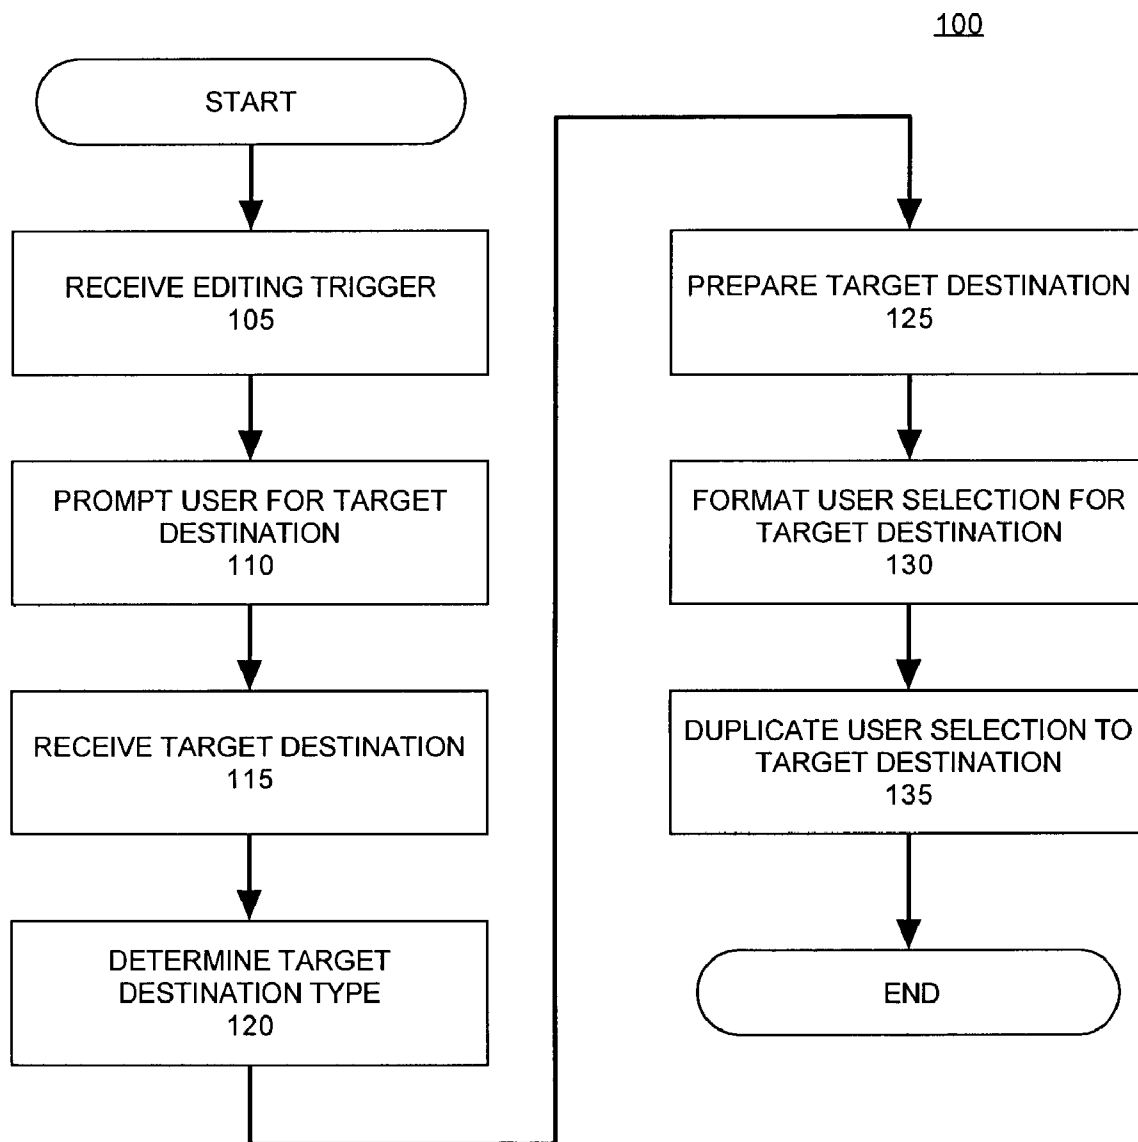 100
START
RECEIVE EDITING TRIGGER
105
PROMPT USER FOR TARGET
DESTINATION
110
RECEIVE TARGET DESTINATION
115
DETERMINE TARGET
DESTINATION TYPE
120
PREPARE TARGET DESTINATION
125
FORMAT USER SELECTION FOR
TARGET DESTINATION
130
DUPLICATE USER SELECTION TO
TARGET DESTINATION
135
END